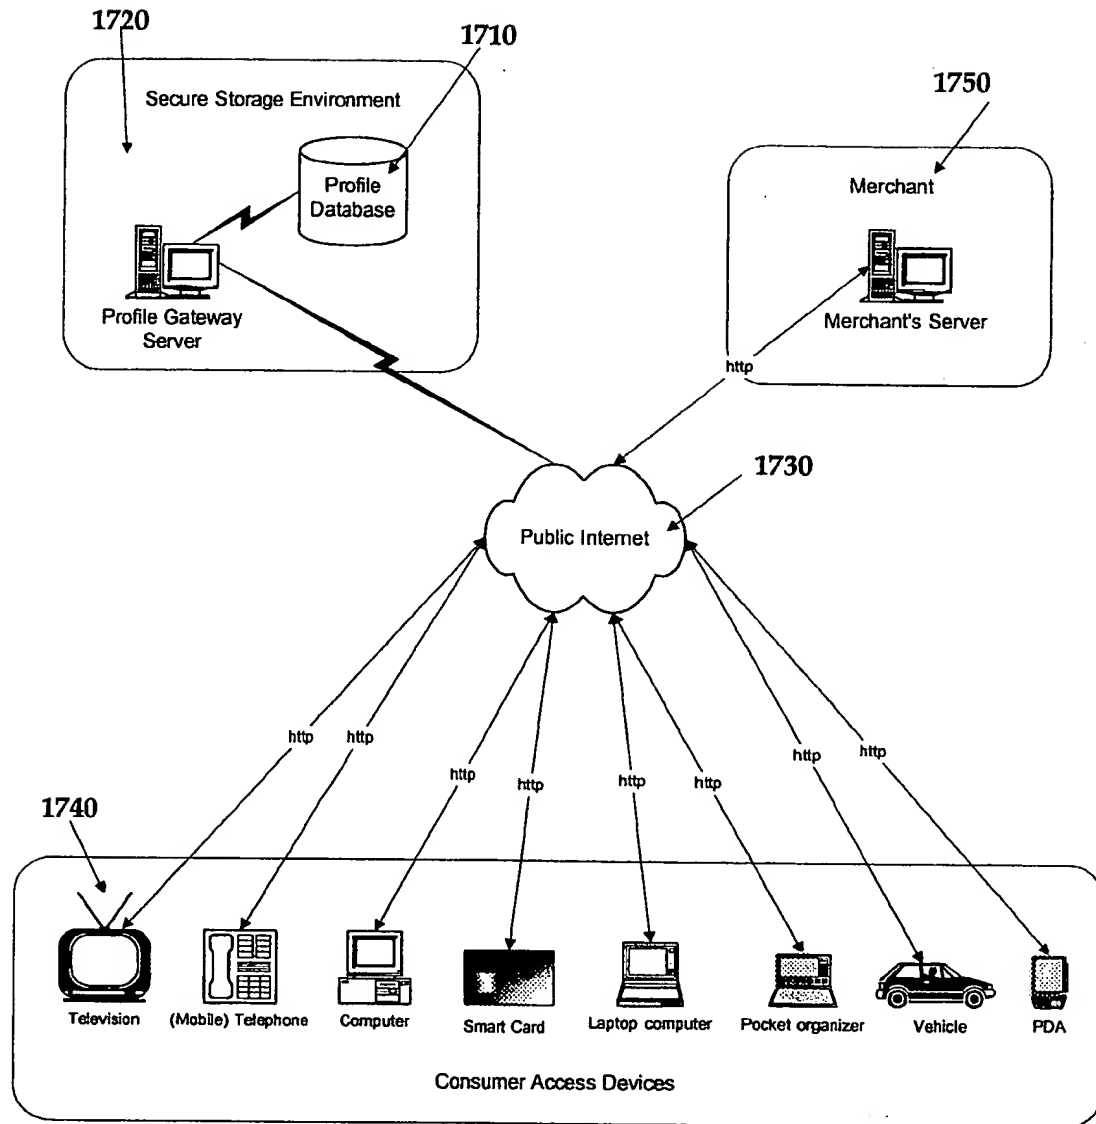 1720
1710
1750
Secure Storage Environment
Profile
Database
Profile Gateway
Server
Merchant
Merchant's Server
http
1730
Public Internet
http
http
http
http
http
http
http
http
1740
Television
(Mobile) Telephone
Computer
Smart Card
Laptop computer
Pocket organizer
Vehicle
PDA
Consumer Access Devices